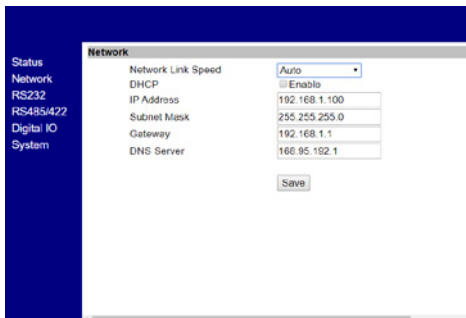 Status
Network
RS232
RS485/422
Digital IO
System
Network
Network Link Speed Auto
DHCP Enable
IP Address 192.168.1.100
Subnet Mask 255.255.255.0
Gateway 192.168.1.1
DNS Server 168.95.192.1
Save